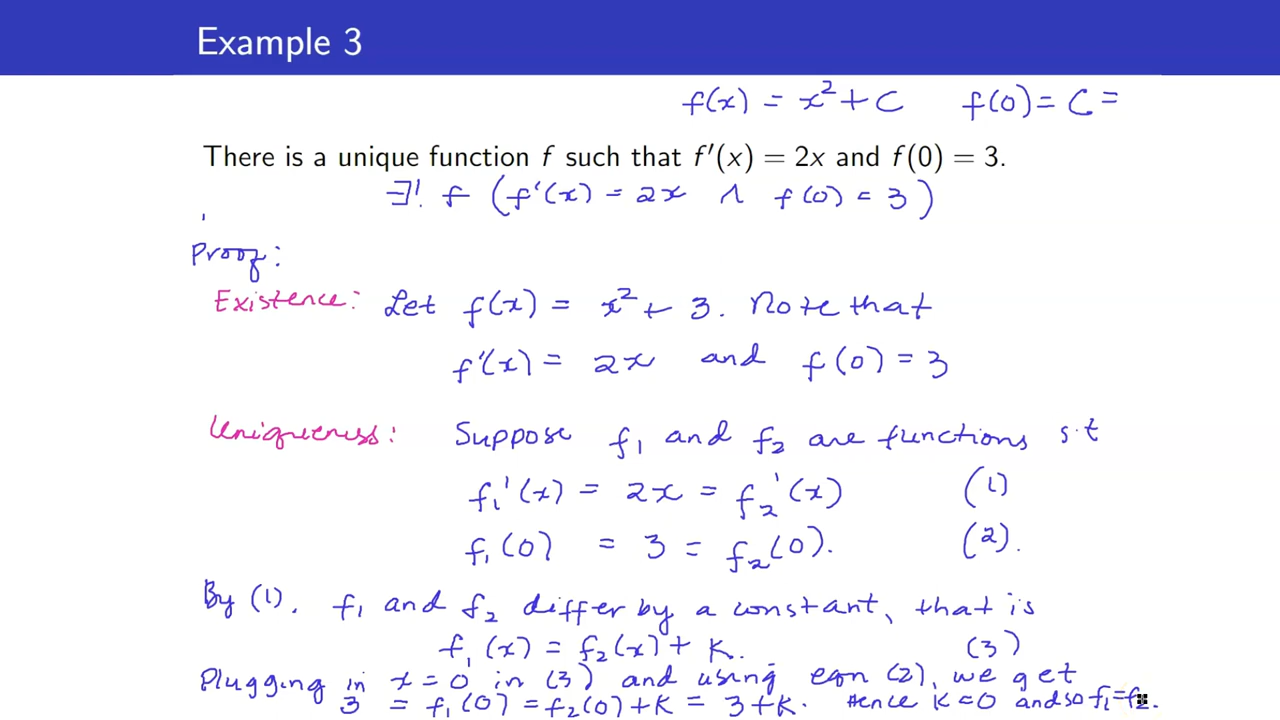 Example 3
f(x) = x² + C f(0) = C =
There is a unique function f such that f′(x) = 2x and f(0) = 3.
∃! f (f'(x) = 2x ∧ f(0) = 3)
Proof:
Existence: Let f(x) = x² + 3. Note that
f'(x) = 2x and f(0) = 3
Uniqueness: Suppose f₁ and f₂ are functions s.t
f₁'(x) = 2x = f₂'(x) (1)
f₁(0) = 3 = f₂(0). (2).
By (1). f₁ and f₂ differ by a constant, that is
f₁(x) = f₂(x) + K. (3)
Plugging in x = 0 in (3) and using eqn (2), we get
3 = f₁(0) = f₂(0) + K = 3 + K. Hence K = 0 and so f₁ = f₂.